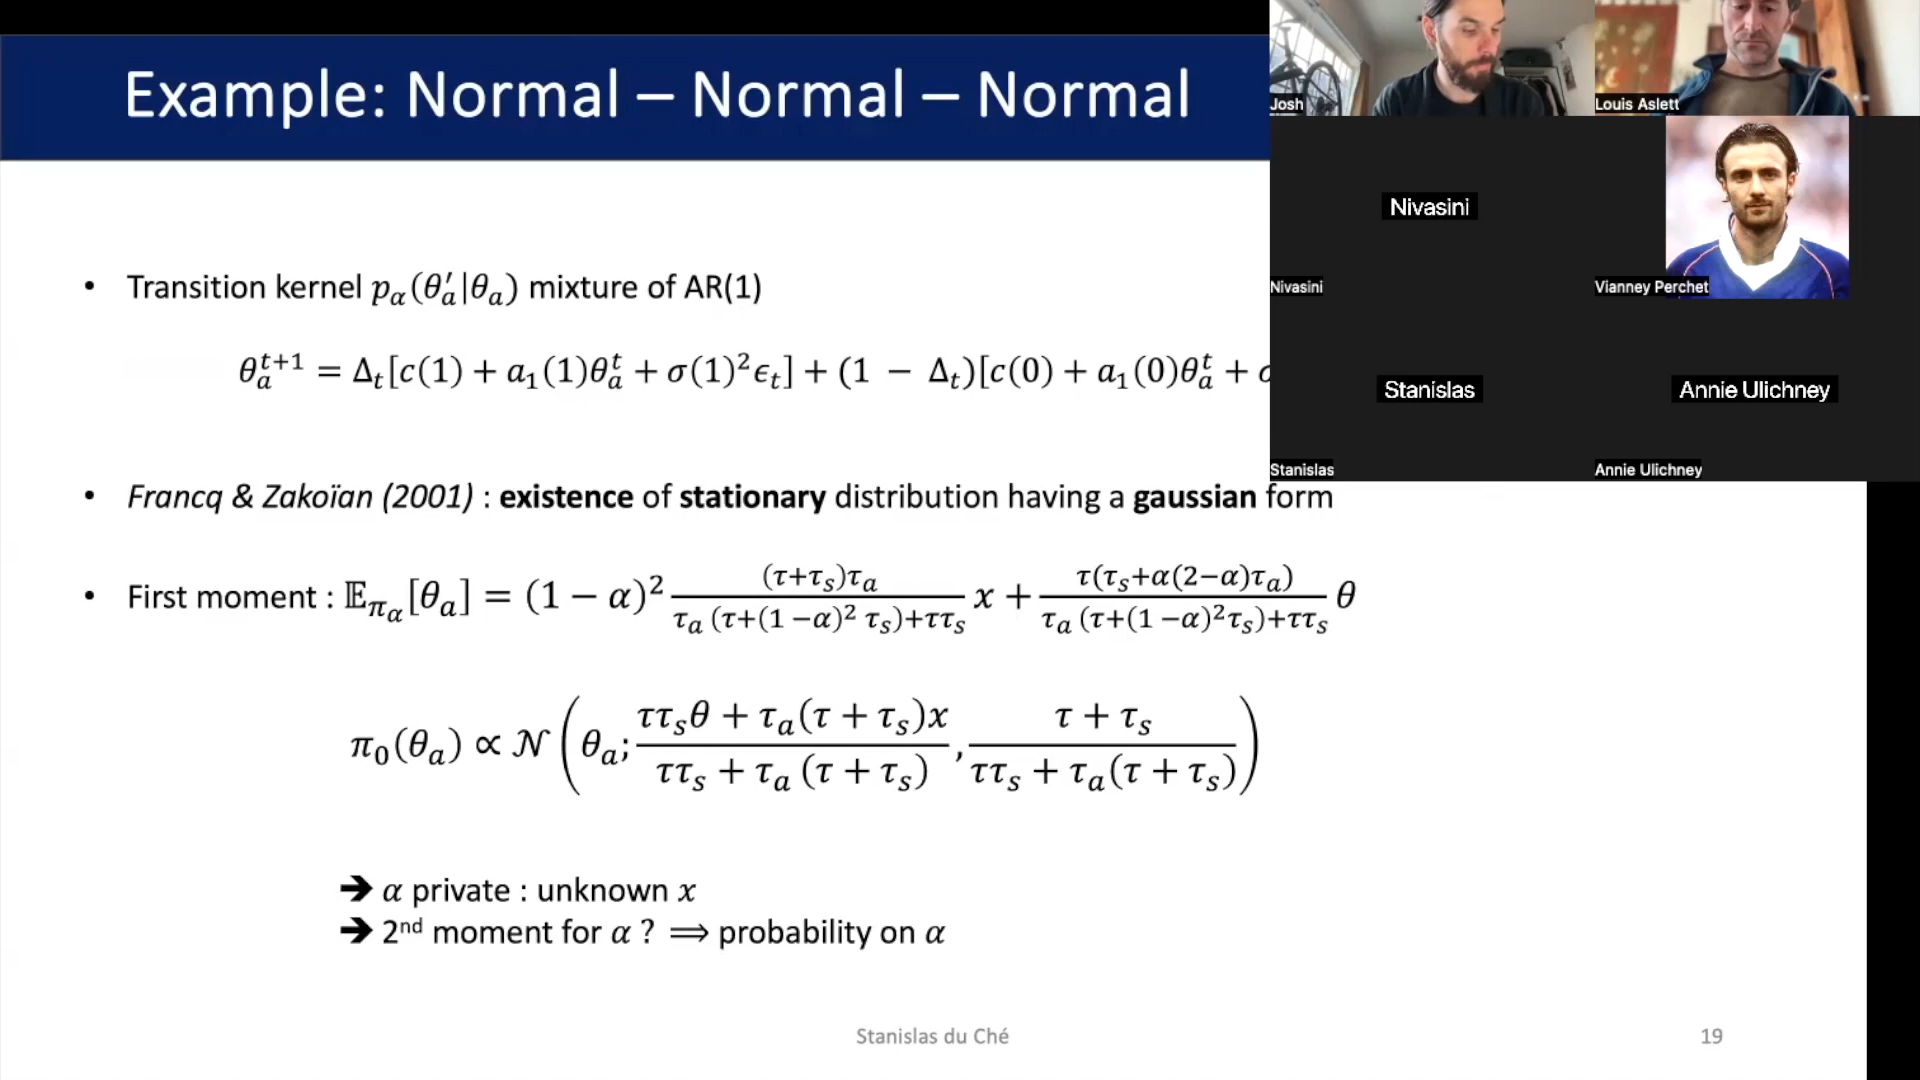 Example: Normal – Normal – Normal
• Transition kernel p_α(θ′_a|θ_a) mixture of AR(1)
θ_a^{t+1} = Δ_t[c(1) + a_1(1)θ_a^t + σ(1)²ϵ_t] + (1 − Δ_t)[c(0) + a_1(0)θ_a^t +
• Francq & Zakoïan (2001) : existence of stationary distribution having a gaussian form
• First moment : 𝔼_{π_α}[θ_a] = (1 − α)² (τ+τ_s)τ_a / (τ_a (τ+(1−α)² τ_s)+ττ_s) x + τ(τ_s+α(2−α)τ_a) / (τ_a (τ+(1−α)²τ_s)+ττ_s) θ
π_0(θ_a) ∝ 𝒩(θ_a; (ττ_sθ + τ_a(τ + τ_s)x) / (ττ_s + τ_a (τ + τ_s)), (τ + τ_s) / (ττ_s + τ_a(τ + τ_s)))
➔ α private : unknown x
➔ 2nd moment for α ? ⟹ probability on α
Stanislas du Ché
19
Josh
Louis Aslett
Nivasini
Nivasini
Vianney Perchet
Stanislas
Annie Ulichney
Stanislas
Annie Ulichney